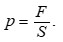 p = F/S.